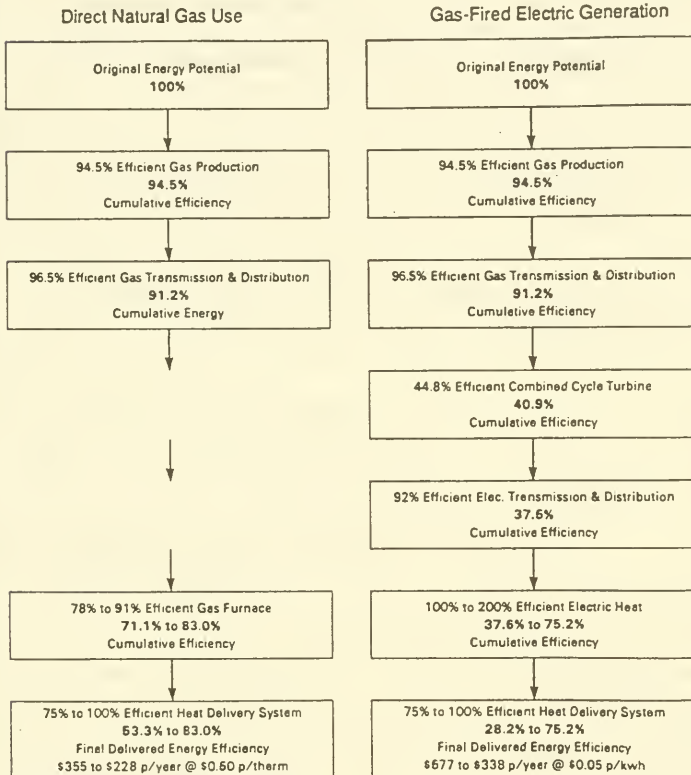 Direct Natural Gas Use
Original Energy Potential
100%
94.5% Efficient Gas Production
94.5%
Cumulative Efficiency
96.5% Efficient Gas Transmission & Distribution
91.2%
Cumulative Energy
78% to 91% Efficient Gas Furnace
71.1% to 83.0%
Cumulative Efficiency
75% to 100% Efficient Heat Delivery System
53.3% to 83.0%
Final Delivered Energy Efficiency
$355 to $228 p/year @ $0.60 p/therm
Gas-Fired Electric Generation
Original Energy Potential
100%
94.5% Efficient Gas Production
94.5%
Cumulative Efficiency
96.5% Efficient Gas Transmission & Distribution
91.2%
Cumulative Efficiency
44.8% Efficient Combined Cycle Turbine
40.9%
Cumulative Efficiency
92% Efficient Elec. Transmission & Distribution
37.6%
Cumulative Efficiency
100% to 200% Efficient Electric Heat
37.6% to 75.2%
Cumulative Efficiency
75% to 100% Efficient Heat Delivery System
28.2% to 75.2%
Final Delivered Energy Efficiency
$677 to $338 p/year @ $0.05 p/kwh